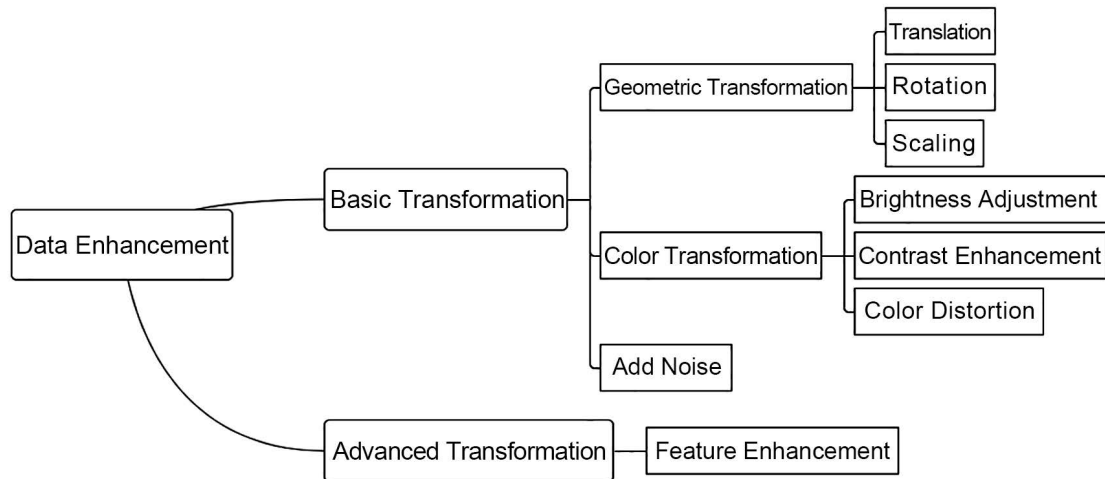 Data Enhancement
Basic Transformation
Geometric Transformation
Translation
Rotation
Scaling
Color Transformation
Brightness Adjustment
Contrast Enhancement
Color Distortion
Add Noise
Advanced Transformation
Feature Enhancement